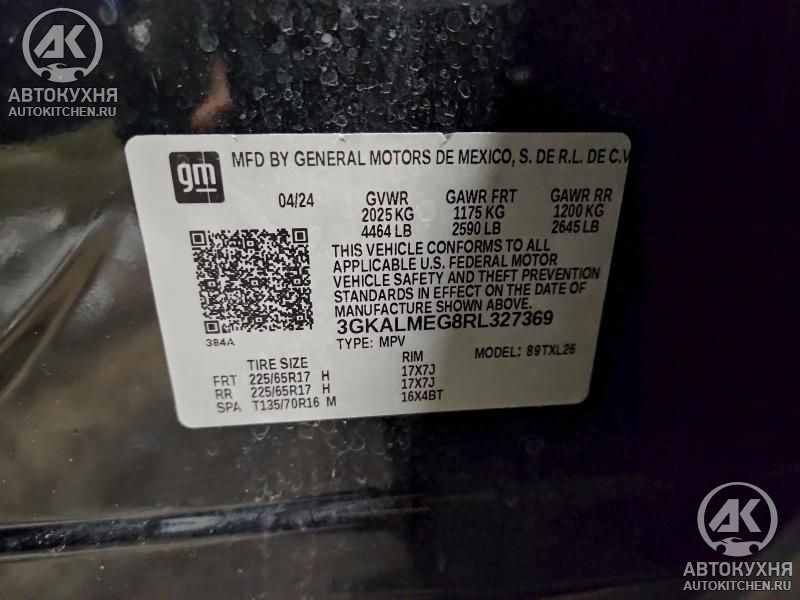 AK
АВТОКУХНЯ
AUTOKITCHEN.RU
gm
MFD BY GENERAL MOTORS DE MEXICO, S. DE R.L. DE C.V
04/24 GVWR GAWR FRT GAWR RR
2025 KG 1175 KG 1200 KG
4464 LB 2590 LB 2645 LB
THIS VEHICLE CONFORMS TO ALL
APPLICABLE U.S. FEDERAL MOTOR
VEHICLE SAFETY AND THEFT PREVENTION
STANDARDS IN EFFECT ON THE DATE OF
MANUFACTURE SHOWN ABOVE.
3GKALMEG8RL327369
384A
TYPE: MPV MODEL: 89TXL26
TIRE SIZE RIM
FRT 225/65R17 H 17X7J
RR 225/65R17 H 17X7J
SPA T135/70R16 M 16X4BT
AK
АВТОКУХНЯ
AUTOKITCHEN.RU